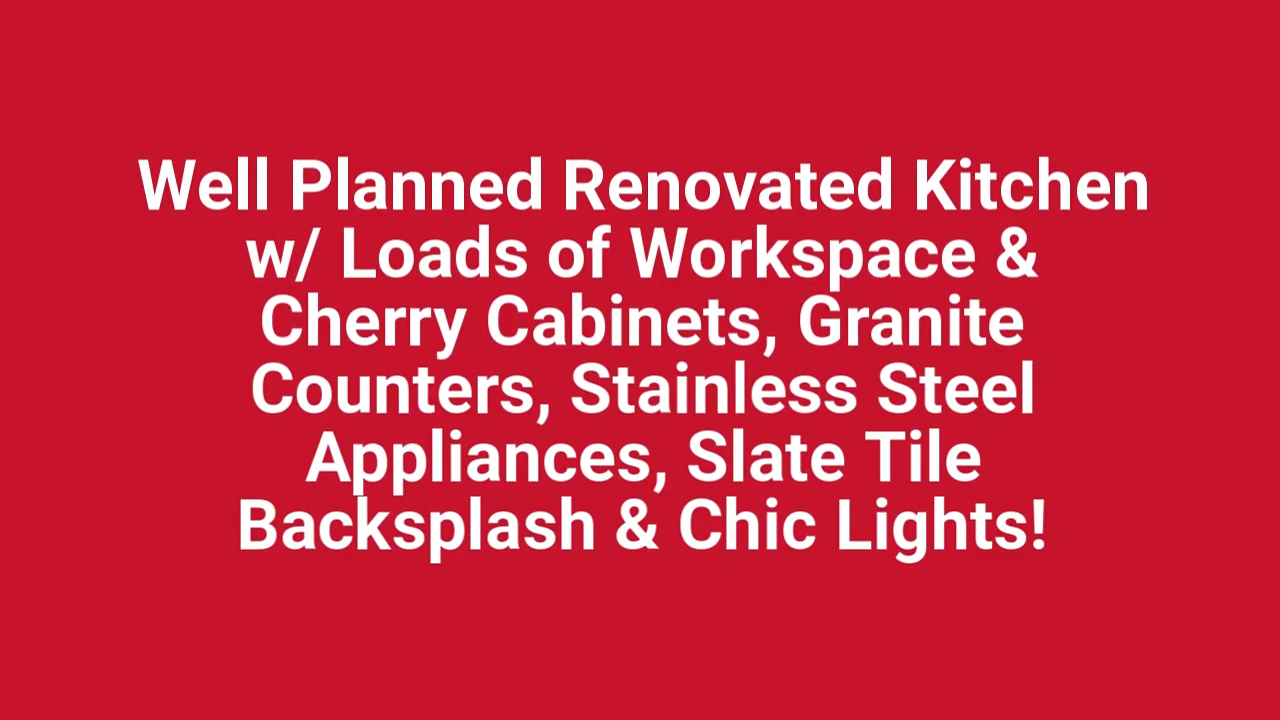 Well Planned Renovated Kitchen
w/ Loads of Workspace &
Cherry Cabinets, Granite
Counters, Stainless Steel
Appliances, Slate Tile
Backsplash & Chic Lights!